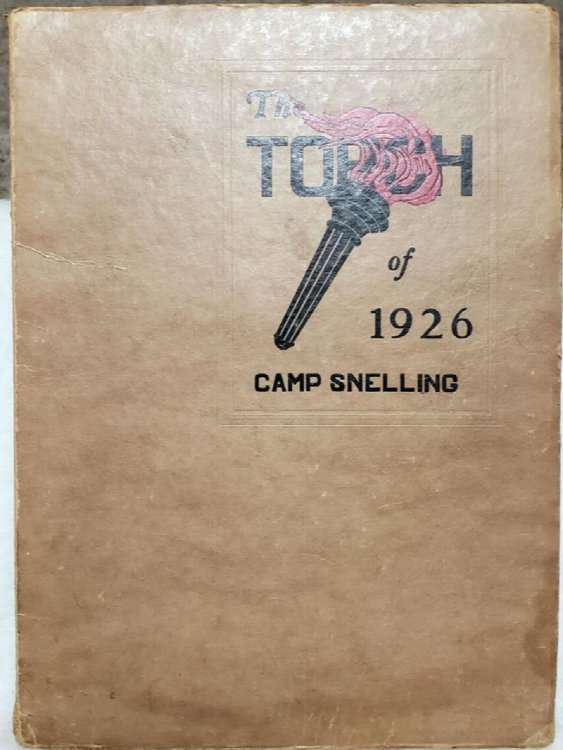 The
TORCH
of
1926
CAMP SNELLING